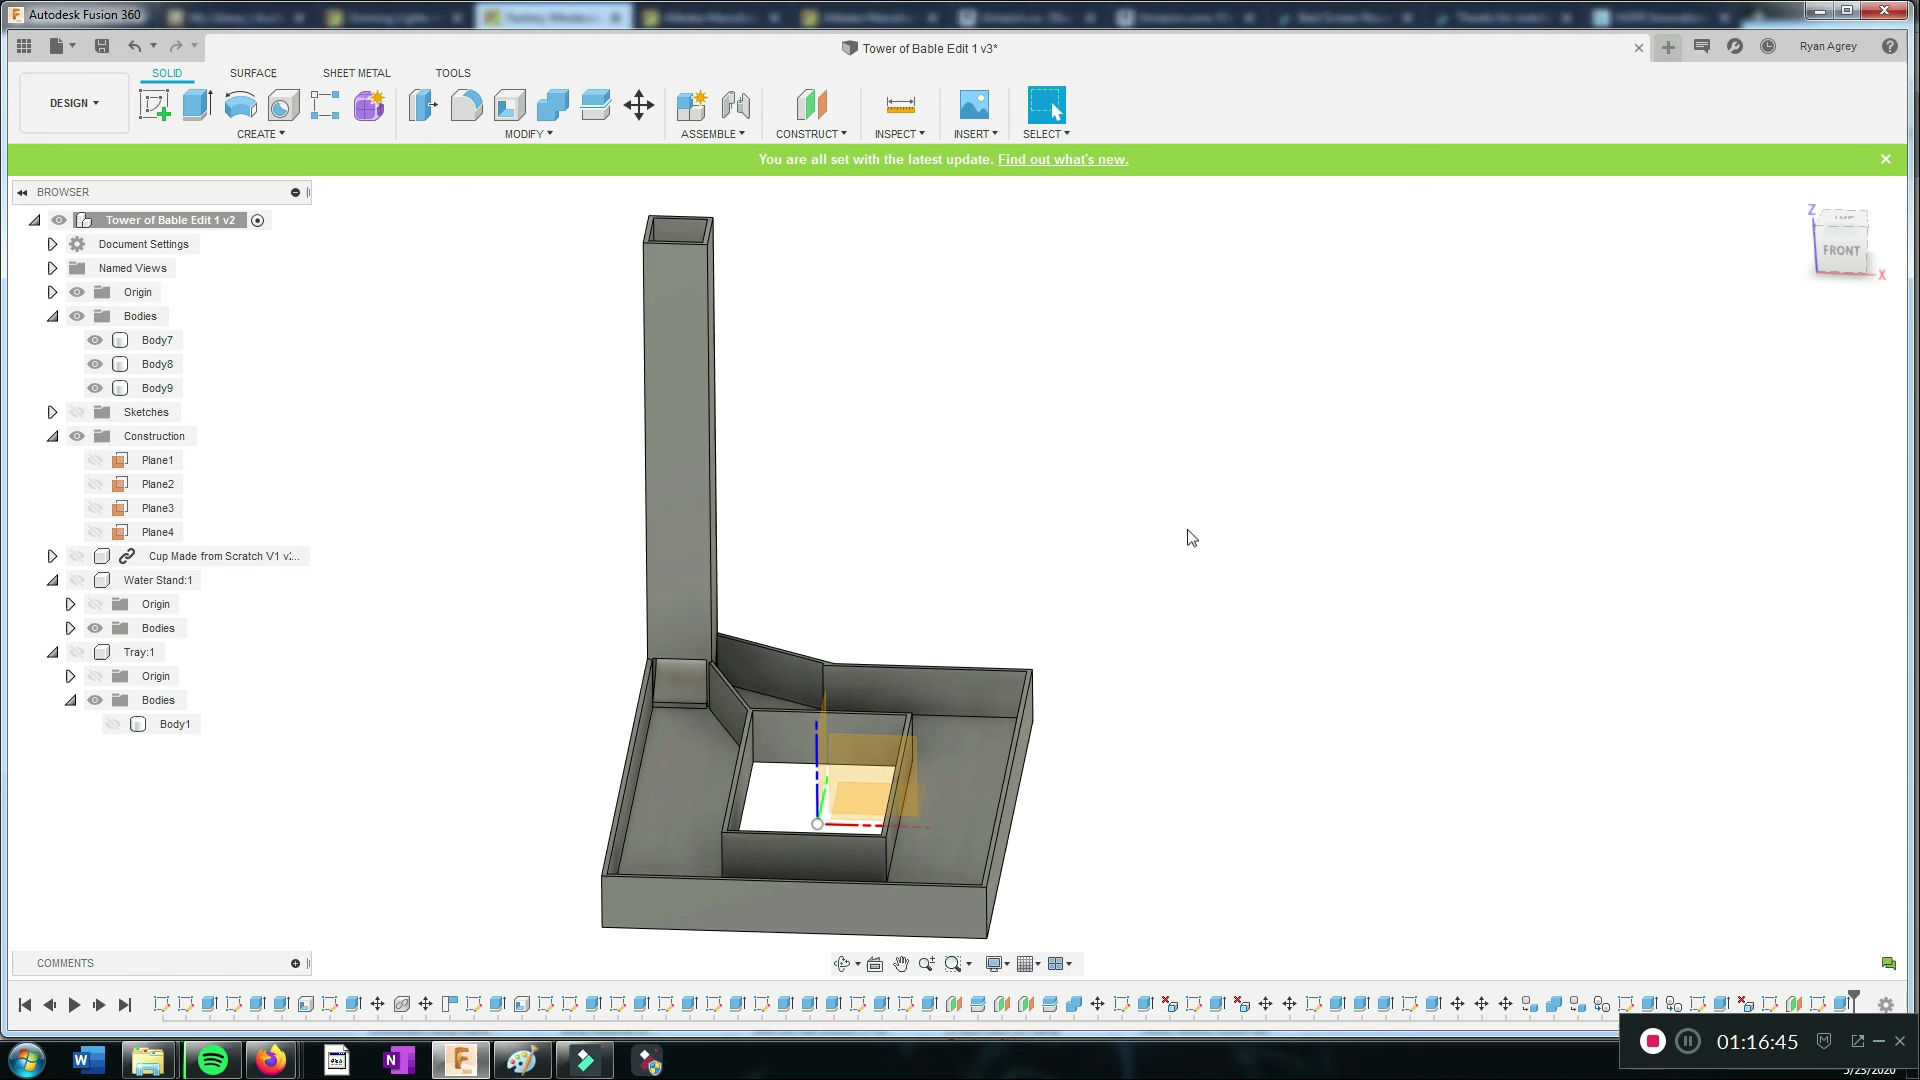 Autodesk Fusion 360
Tower of Bable Edit 1 v3*
Ryan Agrey
SOLID SURFACE SHEET METAL TOOLS
DESIGN
CREATE MODIFY ASSEMBLE CONSTRUCT INSPECT INSERT SELECT
You are all set with the latest update. Find out what's new.
BROWSER
Tower of Bable Edit 1 v2
Document Settings
Named Views
Origin
Bodies
Body7
Body8
Body9
Sketches
Construction
Plane1
Plane2
Plane3
Plane4
Cup Made from Scratch V1 v...
Water Stand:1
Origin
Bodies
Tray:1
Origin
Bodies
Body1
Z
TOP
FRONT
X
COMMENTS
01:16:45
5/23/2020